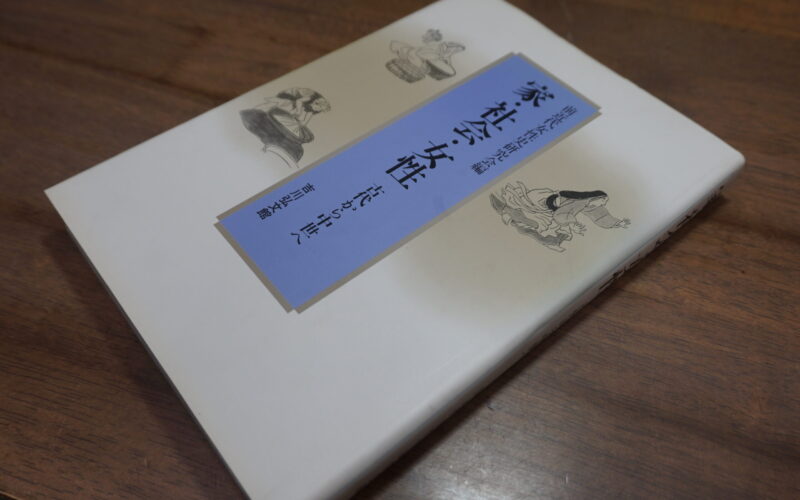 前近代女性史研究会編
家・社会・女性
古代から中世へ
吉川弘文館